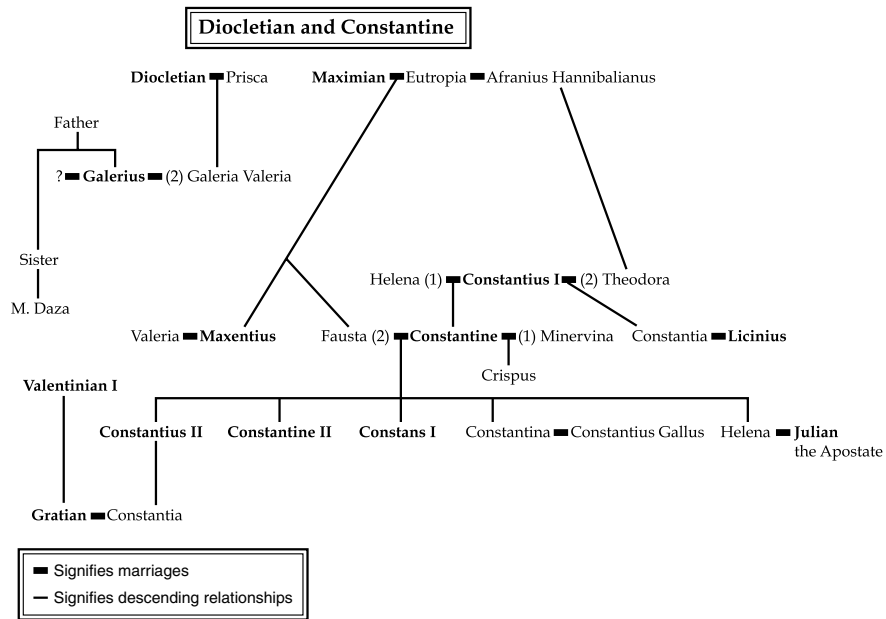 Diocletian and Constantine
Diocletian Prisca Maximian Eutropia Afranius Hannibalianus
Father
? Galerius (2) Galeria Valeria
Sister
Helena (1) Constantius I (2) Theodora
M. Daza
Valeria Maxentius Fausta (2) Constantine (1) Minervina Constantia Licinius
Crispus
Valentinian I
Constantius II Constantine II Constans I Constantina Constantius Gallus Helena Julian
the Apostate
Gratian Constantia
Signifies marriages
Signifies descending relationships